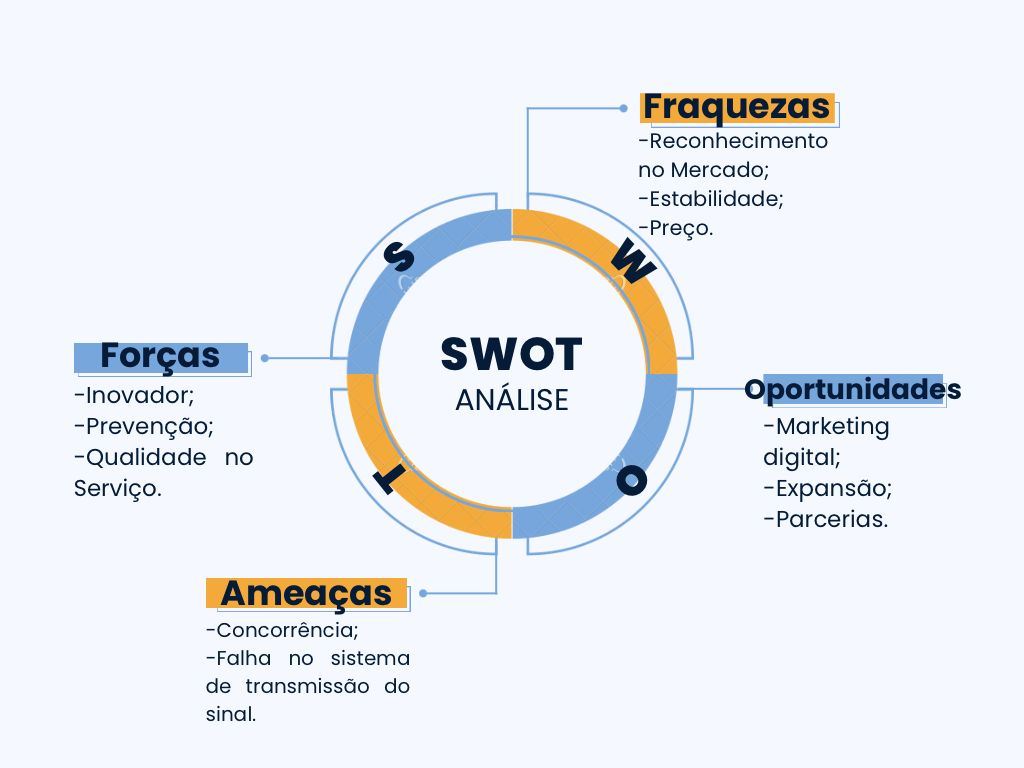 Fraquezas
-Reconhecimento
no Mercado;
-Estabilidade;
-Preço.
S
W
SWOT
ANÁLISE
Forças
-Inovador;
-Prevenção;
-Qualidade no
Serviço.
Oportunidades
-Marketing
digital;
-Expansão;
-Parcerias.
T
O
Ameaças
-Concorrência;
-Falha no sistema
de transmissão do
sinal.